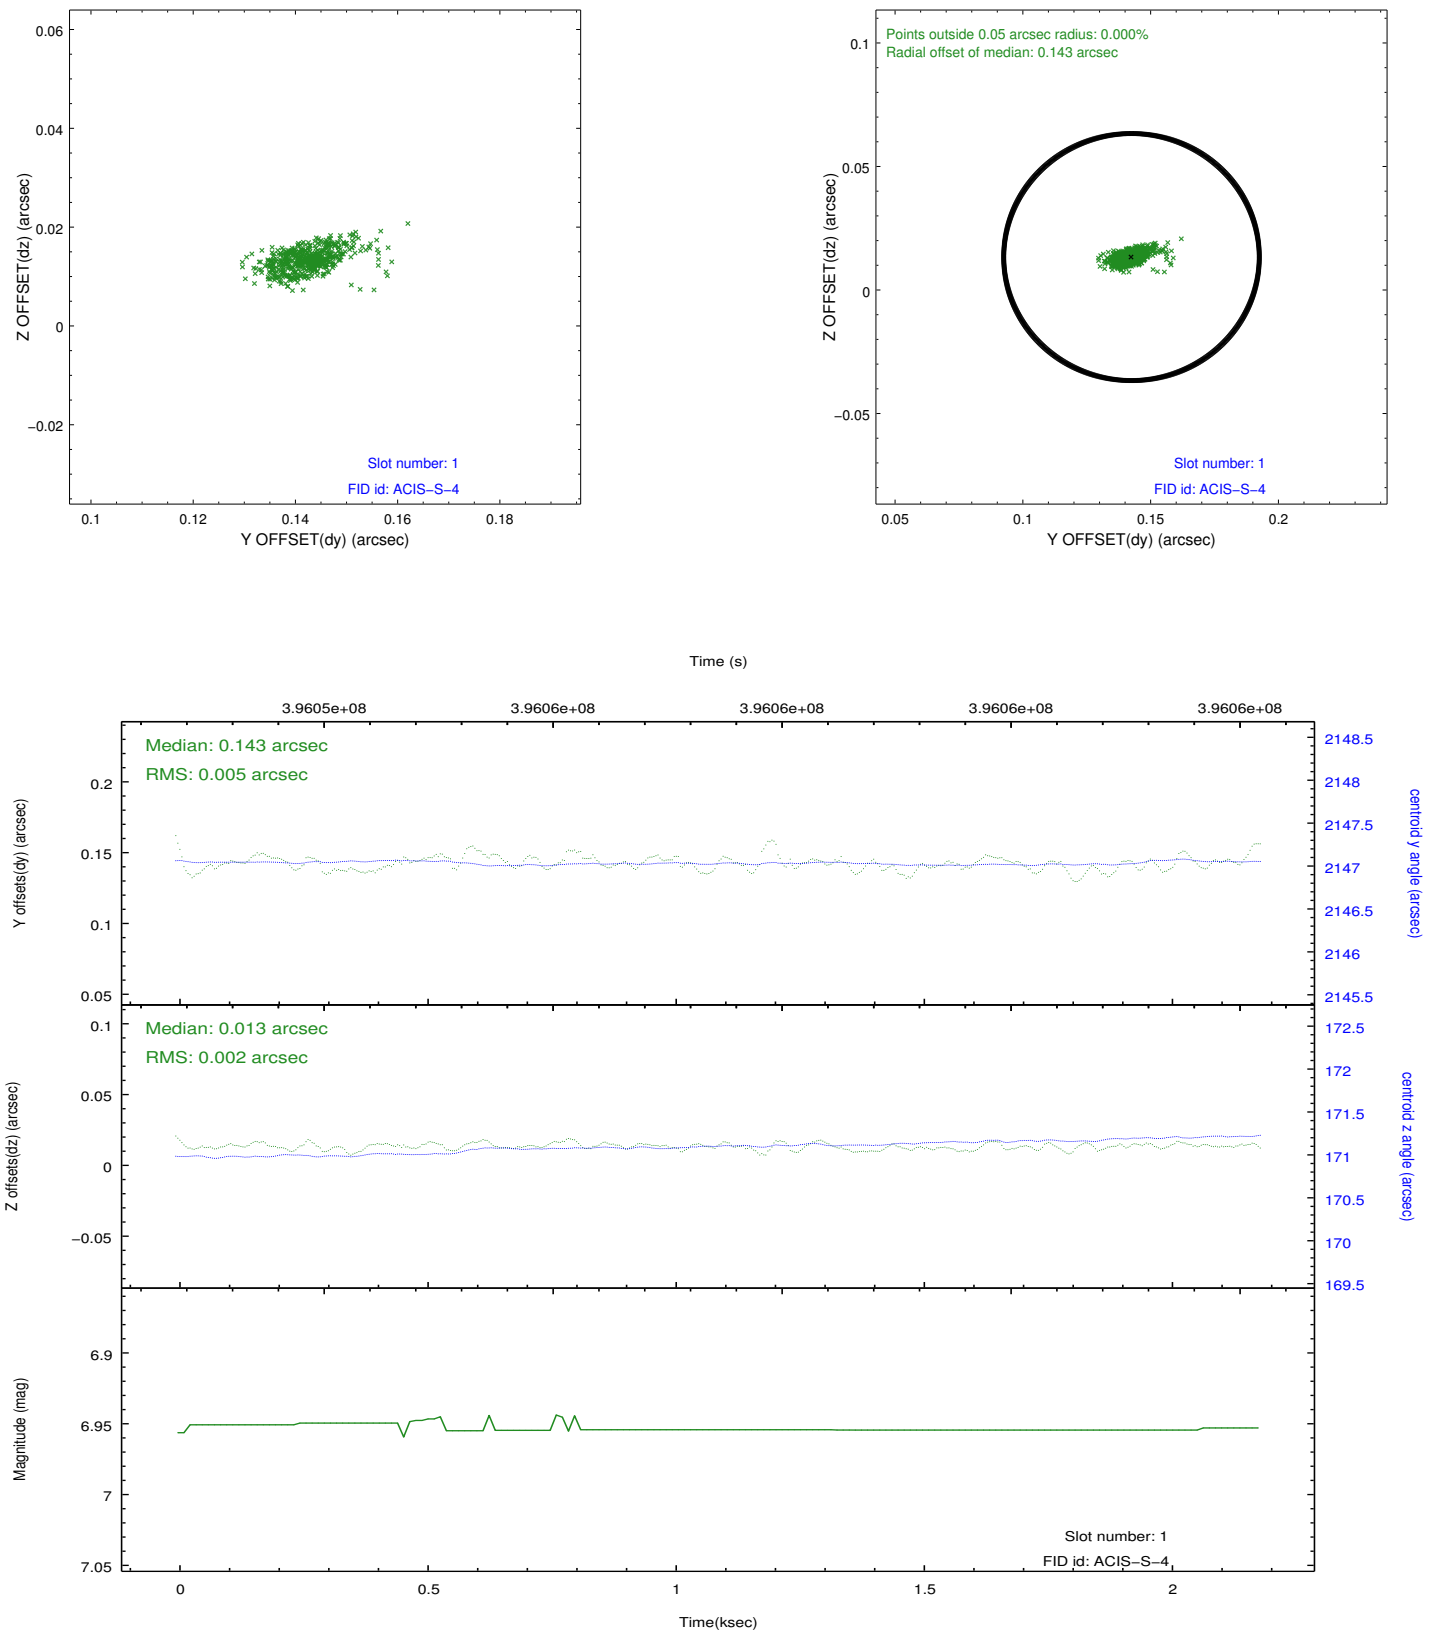 0.06
0.04
0.02
0
−0.02
Z OFFSET(dz) (arcsec)
Slot number: 1
FID id: ACIS−S−4
0.1 0.12 0.14 0.16 0.18
Y OFFSET(dy) (arcsec)
Points outside 0.05 arcsec radius: 0.000%
Radial offset of median: 0.143 arcsec
0.1
0.05
0
−0.05
Z OFFSET(dz) (arcsec)
Slot number: 1
FID id: ACIS−S−4
0.05 0.1 0.15 0.2
Y OFFSET(dy) (arcsec)
Time (s)
3.9605e+08 3.9606e+08 3.9606e+08 3.9606e+08 3.9606e+08
Median: 0.143 arcsec
RMS: 0.005 arcsec
0.2
0.15
0.1
0.05
Y offsets(dy) (arcsec)
2148.5
2148
2147.5
2147
2146.5
2146
2145.5
centroid y angle (arcsec)
Median: 0.013 arcsec
RMS: 0.002 arcsec
0.1
0.05
0
−0.05
Z offsets(dz) (arcsec)
172.5
172
171.5
171
170.5
170
169.5
centroid z angle (arcsec)
6.9
6.95
7
7.05
Magnitude (mag)
Slot number: 1
FID id: ACIS−S−4
0 0.5 1 1.5 2
Time(ksec)